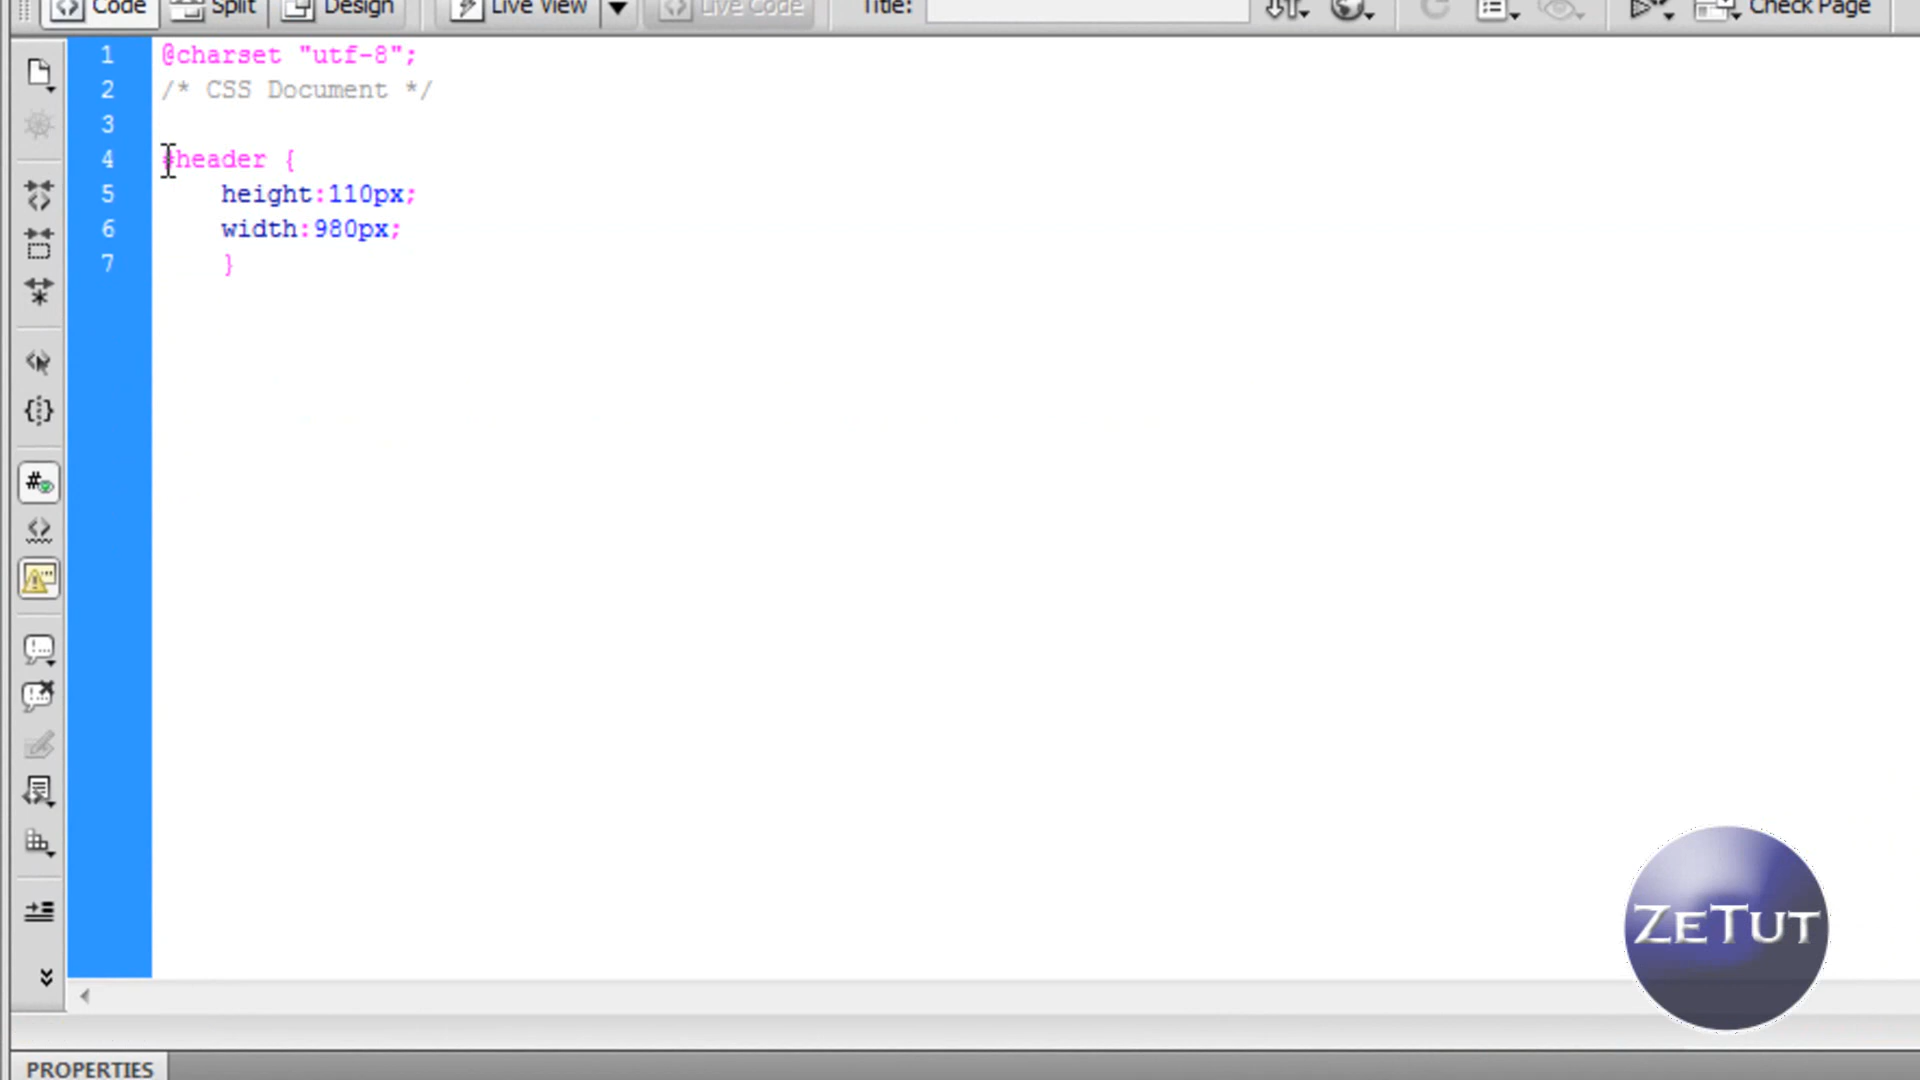 Code Split Design Live View Live Code Title: Check Page
1 @charset "utf-8";
2 /* CSS Document */
3
4 #header {
5 height:110px;
6 width:980px;
7 }
ZeTut
PROPERTIES